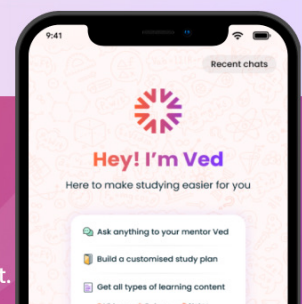 9:41
Recent chats
Hey! I'm Ved
Here to make studying easier for you
Ask anything to your mentor Ved
Build a customised study plan
t.
Get all types of learning content